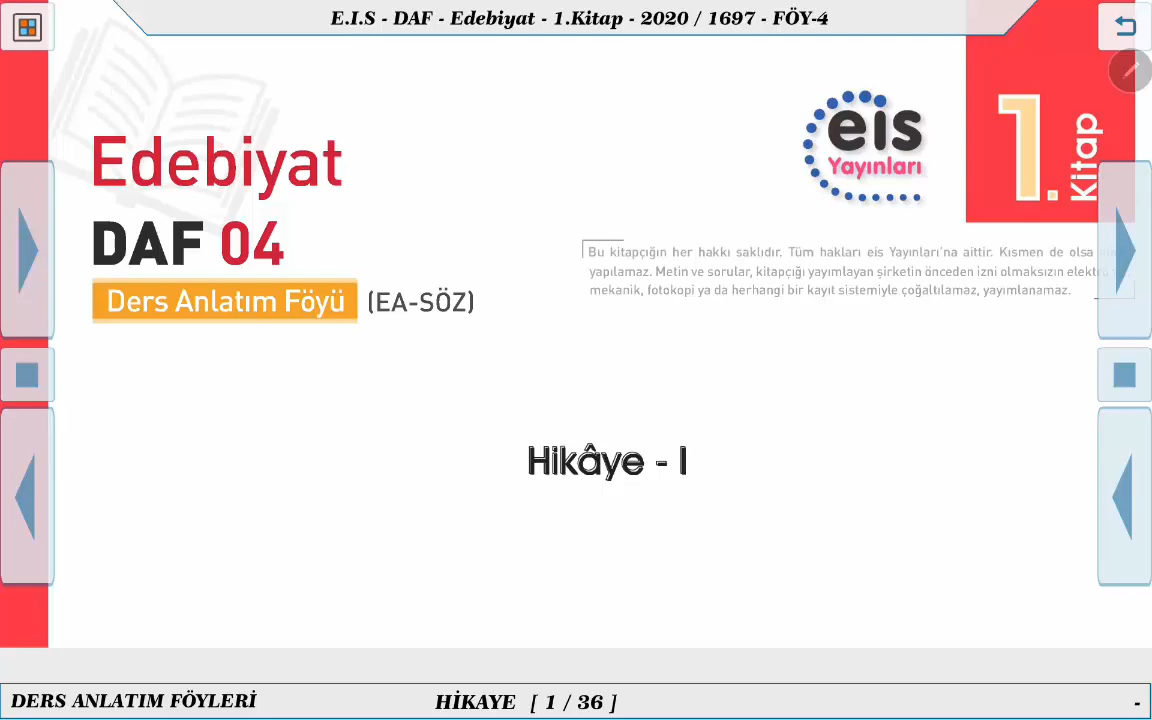 E.I.S - DAF - Edebiyat - 1.Kitap - 2020 / 1697 - FÖY-4
eis
Yayınları
1.
Kitap
Edebiyat
DAF 04
Ders Anlatım Föyü (EA-SÖZ)
Bu kitapçığın her hakkı saklıdır. Tüm hakları eis Yayınları'na aittir. Kısmen de olsa
yapılamaz. Metin ve sorular, kitapçığı yayımlayan şirketin önceden izni olmaksızın
mekanik, fotokopi ya da herhangi bir kayıt sistemiyle çoğaltılamaz, yayımlanamaz.
Hikâye - I
DERS ANLATIM FÖYLERİ HİKAYE [ 1 / 36 ] -